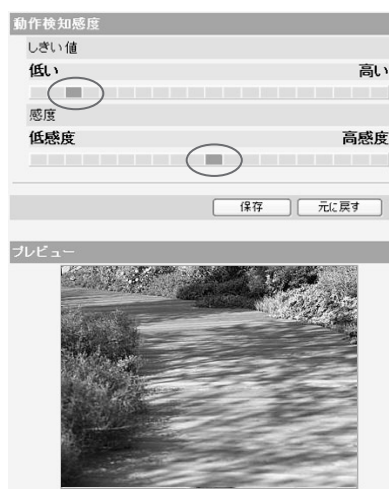 動作検知感度
しきい値
低い 高い
感度
低感度 高感度
保存 元に戻す
プレビュー